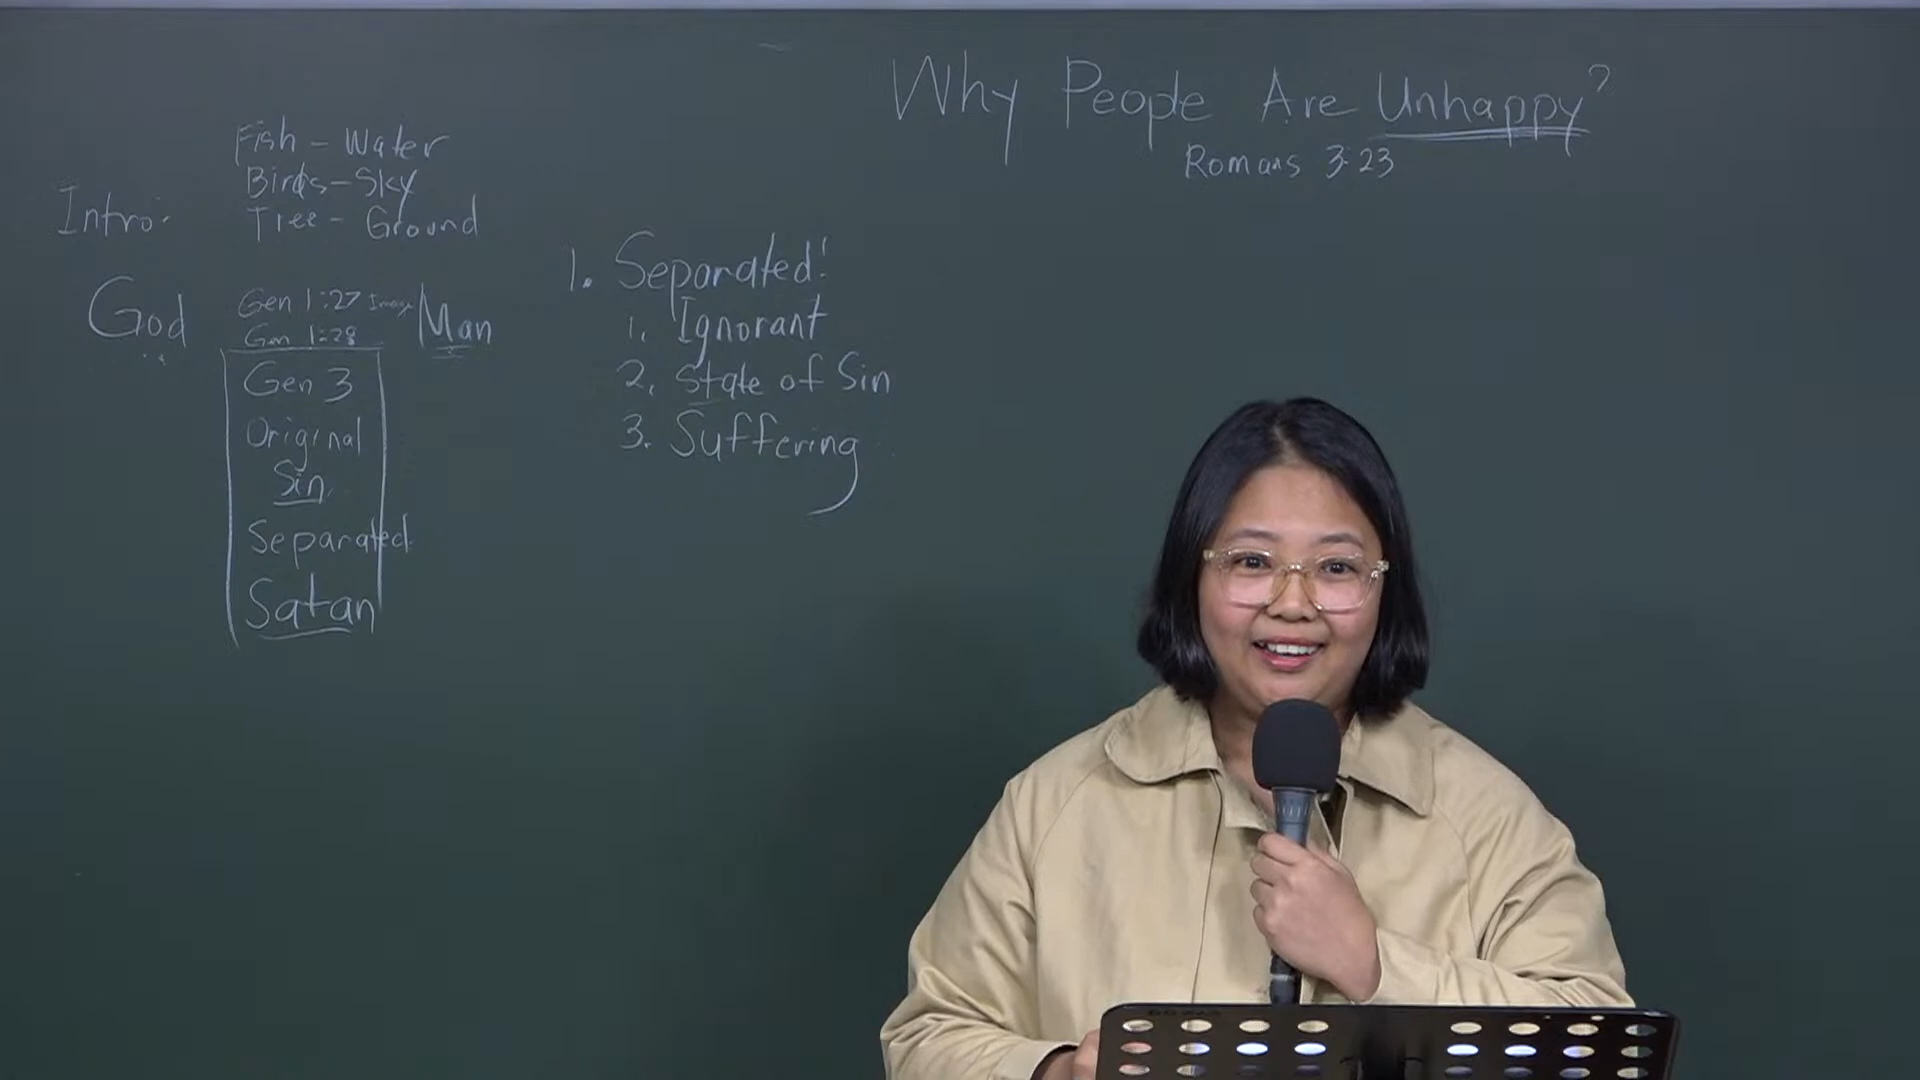 Why People Are Unhappy?
Romans 3:23
Intro:
Fish - Water
Birds - Sky
Tree - Ground
God
Gen 1:27 Image
Gen 1:28
Man
Gen 3
Original
Sin
Separated
Satan
1. Separated!
1. Ignorant
2. State of Sin
3. Suffering